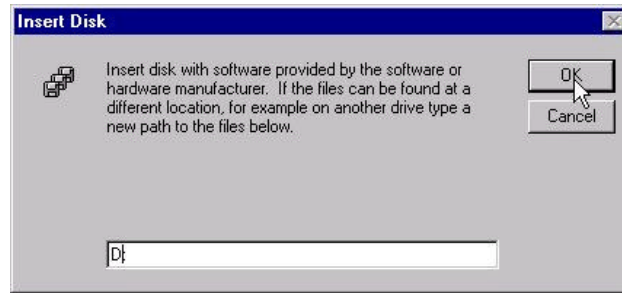 Insert Disk
Insert disk with software provided by the software or
hardware manufacturer. If the files can be found at a
different location, for example on another drive type a
new path to the files below.
OK
Cancel
D: